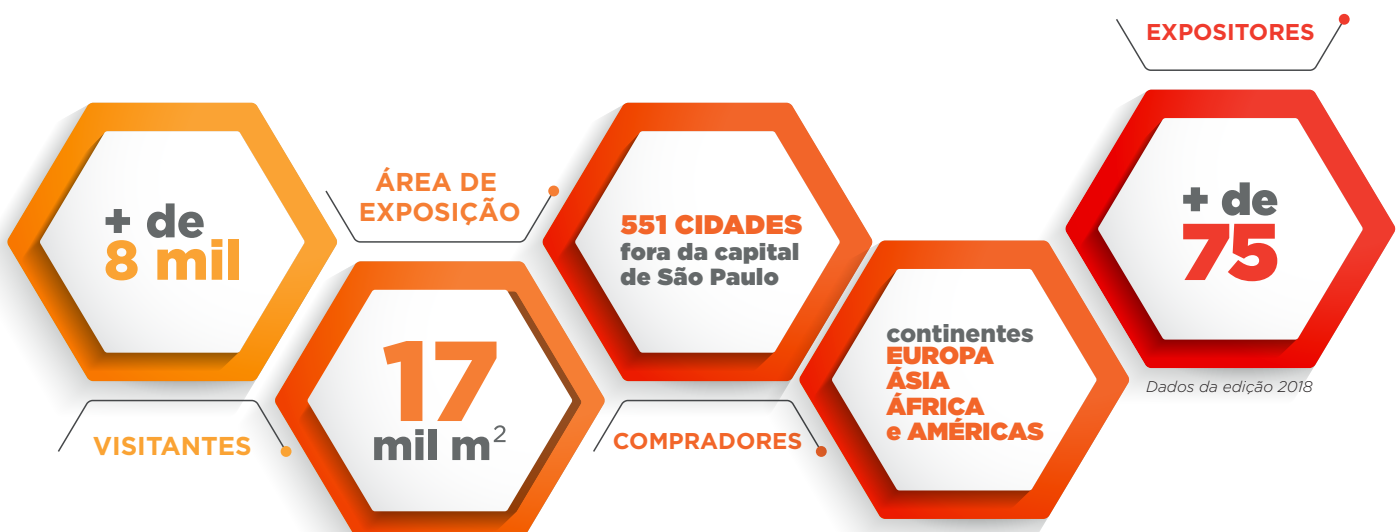 + de
8 mil
VISITANTES
ÁREA DE
EXPOSIÇÃO
17
mil m²
551 CIDADES
fora da capital
de São Paulo
COMPRADORES
continentes
EUROPA
ÁSIA
ÁFRICA
e AMÉRICAS
EXPOSITORES
+ de
75
Dados da edição 2018